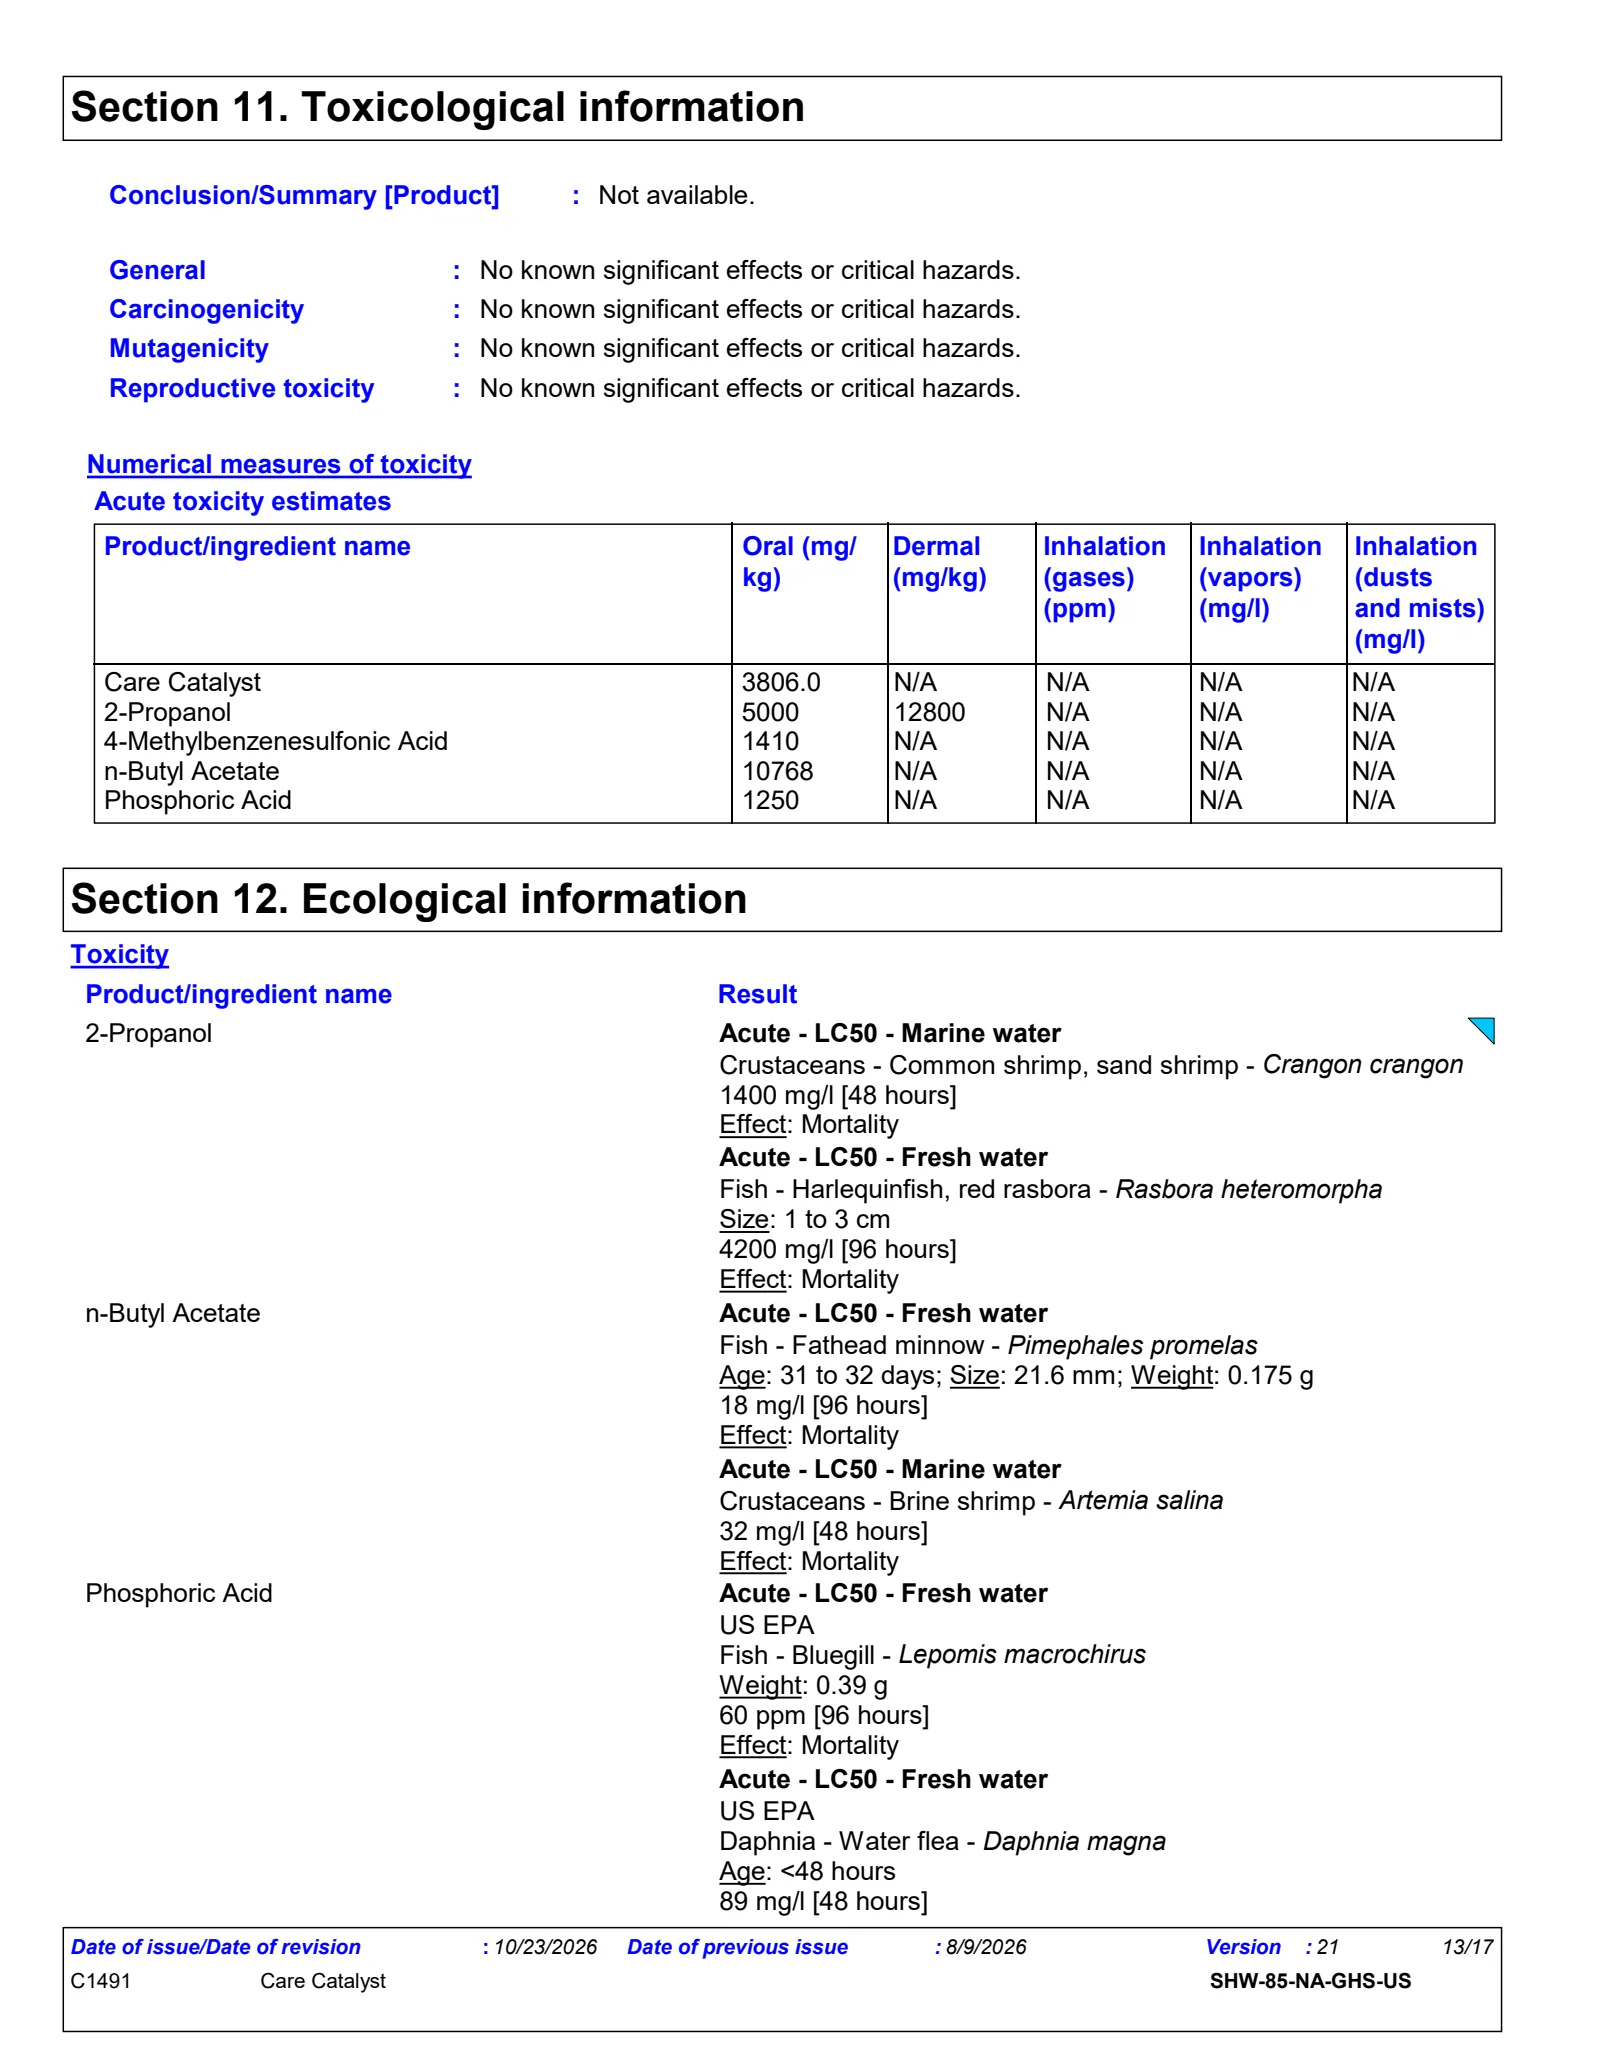 Section 11. Toxicological information
Conclusion/Summary [Product] : Not available.
General : No known significant effects or critical hazards.
Carcinogenicity : No known significant effects or critical hazards.
Mutagenicity : No known significant effects or critical hazards.
Reproductive toxicity : No known significant effects or critical hazards.
Numerical measures of toxicity
Acute toxicity estimates
Product/ingredient name Oral (mg/ Dermal Inhalation Inhalation Inhalation
kg) (mg/kg) (gases) (vapors) (dusts
(ppm) (mg/l) and mists)
(mg/l)
Care Catalyst 3806.0 N/A N/A N/A N/A
2-Propanol 5000 12800 N/A N/A N/A
4-Methylbenzenesulfonic Acid 1410 N/A N/A N/A N/A
n-Butyl Acetate 10768 N/A N/A N/A N/A
Phosphoric Acid 1250 N/A N/A N/A N/A
Section 12. Ecological information
Toxicity
Product/ingredient name Result
2-Propanol Acute - LC50 - Marine water
Crustaceans - Common shrimp, sand shrimp - Crangon crangon
1400 mg/l [48 hours]
Effect: Mortality
Acute - LC50 - Fresh water
Fish - Harlequinfish, red rasbora - Rasbora heteromorpha
Size: 1 to 3 cm
4200 mg/l [96 hours]
Effect: Mortality
n-Butyl Acetate Acute - LC50 - Fresh water
Fish - Fathead minnow - Pimephales promelas
Age: 31 to 32 days; Size: 21.6 mm; Weight: 0.175 g
18 mg/l [96 hours]
Effect: Mortality
Acute - LC50 - Marine water
Crustaceans - Brine shrimp - Artemia salina
32 mg/l [48 hours]
Effect: Mortality
Phosphoric Acid Acute - LC50 - Fresh water
US EPA
Fish - Bluegill - Lepomis macrochirus
Weight: 0.39 g
60 ppm [96 hours]
Effect: Mortality
Acute - LC50 - Fresh water
US EPA
Daphnia - Water flea - Daphnia magna
Age: <48 hours
89 mg/l [48 hours]
Date of issue/Date of revision : 10/23/2026 Date of previous issue : 8/9/2026 Version : 21 13/17
C1491 Care Catalyst SHW-85-NA-GHS-US